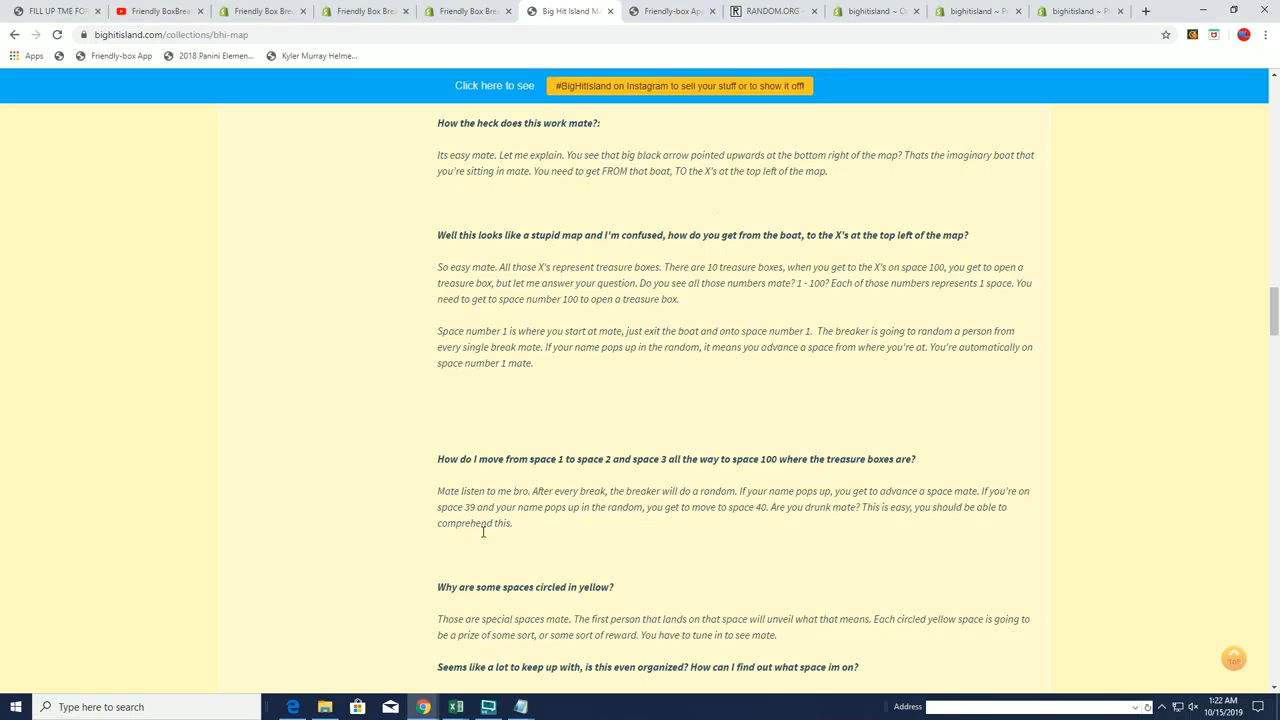 FILL UP TME FOR
Friendly BoxBree
Friendly Box Bre
Friendly Box Bre
Friendly Box Bre
Big Hit Island M
Friendly-box App
RANDOM.ORG -
bighitisland ~ O
bighitisland ~ P
bighitisland ~ P
bighitisland.com/collections/bhi-map
Apps
Friendly-box App
2018 Panini Elemen...
Kyler Murray Helme...
Click here to see
#BigHitIsland on Instagram to sell your stuff or to show it off!
How the heck does this work mate?:
Its easy mate. Let me explain. You see that big black arrow pointed upwards at the bottom right of the map? Thats the imaginary boat that
you're sitting in mate. You need to get FROM that boat, TO the X's at the top left of the map.
Well this looks like a stupid map and I'm confused, how do you get from the boat, to the X's at the top left of the map?
So easy mate. All those X's represent treasure boxes. There are 10 treasure boxes, when you get to the X's on space 100, you get to open a
treasure box, but let me answer your question. Do you see all those numbers mate? 1 - 100? Each of those numbers represents 1 space. You
need to get to space number 100 to open a treasure box.
Space number 1 is where you start at mate, just exit the boat and onto space number 1. The breaker is going to random a person from
every single break mate. If your name pops up in the random, it means you advance a space from where you're at. You're automatically on
space number 1 mate.
How do I move from space 1 to space 2 and space 3 all the way to space 100 where the treasure boxes are?
Mate listen to me bro. After every break, the breaker will do a random. If your name pops up, you get to advance a space mate. If you're on
space 39 and your name pops up in the random, you get to move to space 40. Are you drunk mate? This is easy, you should be able to
comprehend this.
Why are some spaces circled in yellow?
Those are special spaces mate. The first person that lands on that space will unveil what that means. Each circled yellow space is going to
be a prize of some sort, or some sort of reward. You have to tune in to see mate.
Seems like a lot to keep up with, is this even organized? How can I find out what space im on?
TOP
Type here to search
Address
1:22 AM
10/15/2019